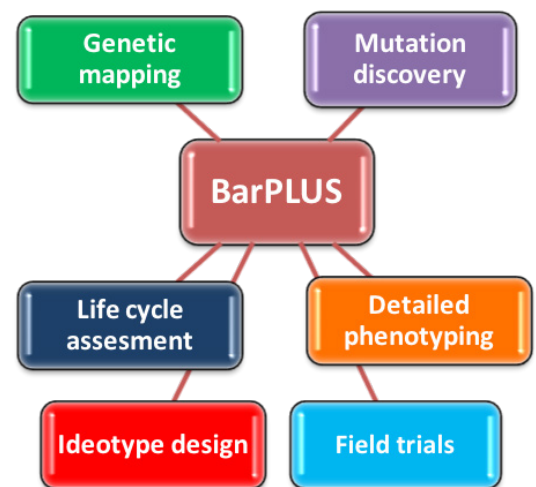 Genetic
mapping
Mutation
discovery
BarPLUS
Life cycle
assesment
Detailed
phenotyping
Ideotype design
Field trials